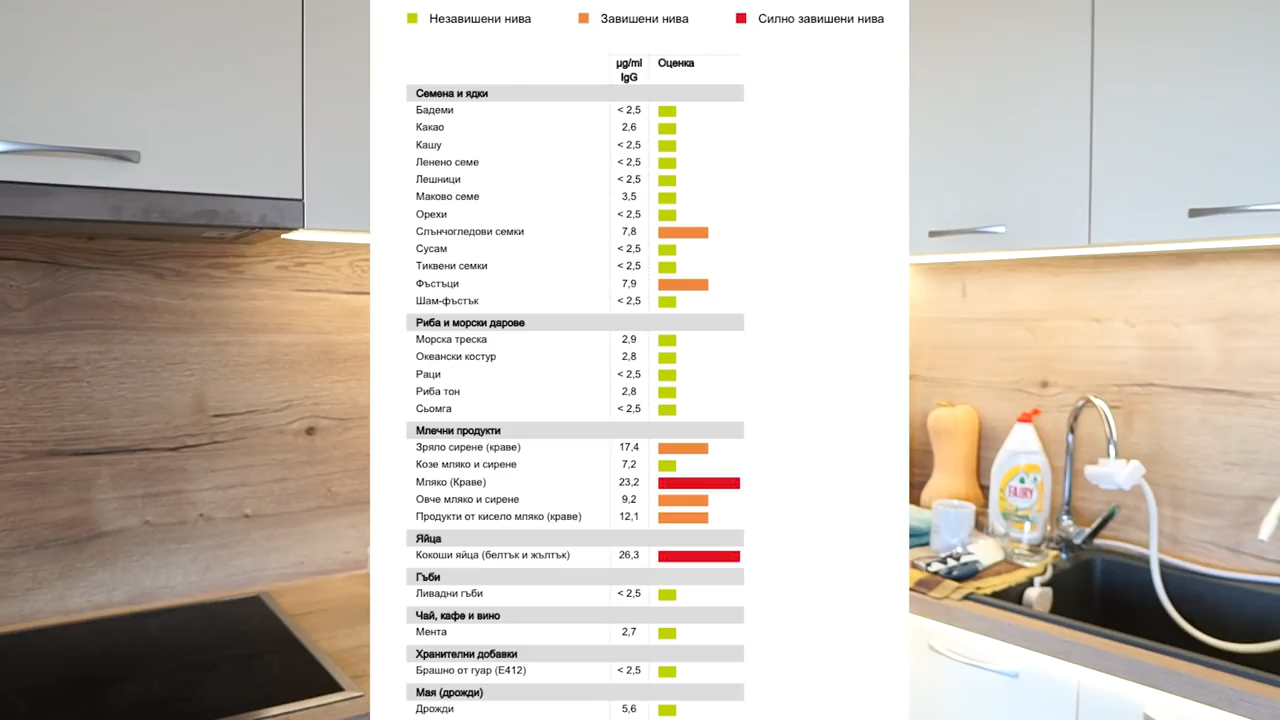 Незавишени нива Завишени нива Силно завишени нива
µg/ml IgG Оценка
Семена и ядки
Бадеми < 2,5
Какао 2,6
Кашу < 2,5
Ленено семе < 2,5
Лешници < 2,5
Маково семе 3,5
Орехи < 2,5
Слънчогледови семки 7,8
Сусам < 2,5
Тиквени семки < 2,5
Фъстъци 7,9
Шам-фъстък < 2,5
Риба и морски дарове
Морска треска 2,9
Океански костур 2,8
Раци < 2,5
Риба тон 2,8
Сьомга < 2,5
Млечни продукти
Зряло сирене (краве) 17,4
Козе мляко и сирене 7,2
Мляко (Краве) 23,2
Овче мляко и сирене 9,2
Продукти от кисело мляко (краве) 12,1
Яйца
Кокоши яйца (белтък и жълтък) 26,3
Гъби
Ливадни гъби < 2,5
Чай, кафе и вино
Мента 2,7
Хранителни добавки
Брашно от гуар (E412) < 2,5
Мая (дрожди)
Дрожди 5,6
FAIRY